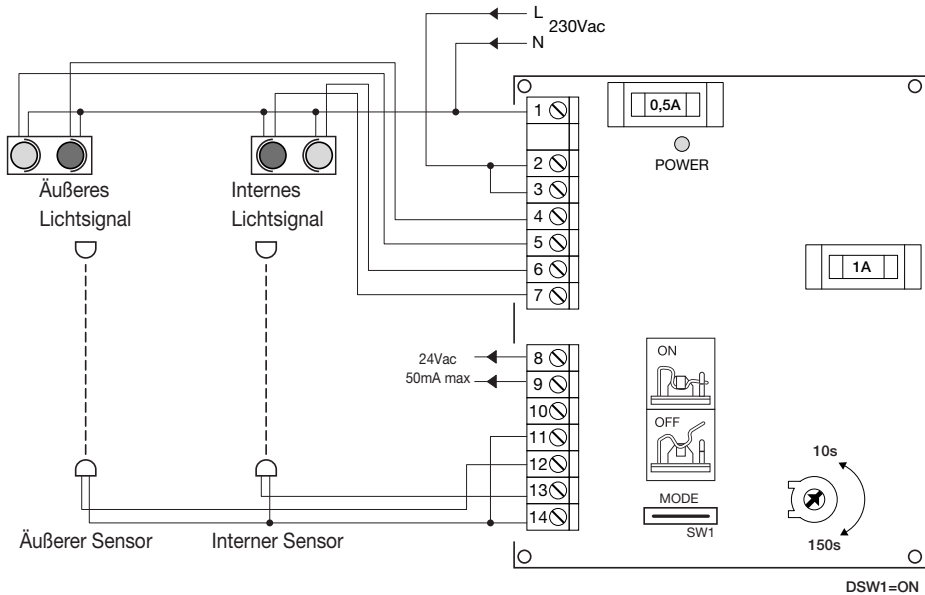 L
230Vac
N
0,5A
POWER
1
2
3
4
5
6
7
Äußeres
Lichtsignal
Internes
Lichtsignal
1A
24Vac
50mA max
8
9
10
11
12
13
14
ON
OFF
MODE
SW1
10s
150s
Äußerer Sensor
Interner Sensor
DSW1=ON